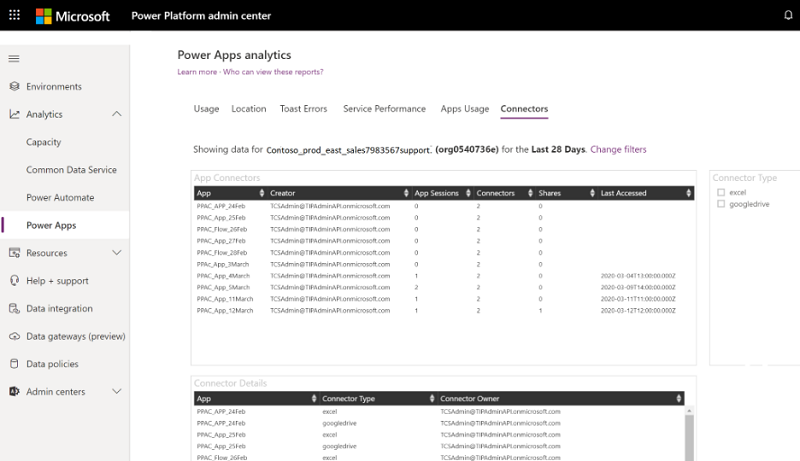 Microsoft Power Platform admin center
Power Apps analytics
Learn more · Who can view these reports?
Environments
Analytics
Capacity
Common Data Service
Power Automate
Power Apps
Resources
Help + support
Data integration
Data gateways (preview)
Data policies
Admin centers
Usage Location Toast Errors Service Performance Apps Usage Connectors
Showing data for Contoso_prod_east_sales7983567support. (org0540736e) for the Last 28 Days. Change filters
App Connectors
App Creator App Sessions Connectors Shares Last Accessed
PPAC_APP_24Feb TCSAdmin@TIPAdminAPI.onmicrosoft.com 0 2 0
PPAC_App_25Feb TCSAdmin@TIPAdminAPI.onmicrosoft.com 0 2 0
PPAC_Flow_26Feb TCSAdmin@TIPAdminAPI.onmicrosoft.com 0 2 0
PPAC_App_27Feb TCSAdmin@TIPAdminAPI.onmicrosoft.com 0 2 0
PPAC_Flow_28Feb TCSAdmin@TIPAdminAPI.onmicrosoft.com 0 2 0
PPAc_App_3March TCSAdmin@TIPAdminAPI.onmicrosoft.com 0 2 0
PPAC_App_4March TCSAdmin@TIPAdminAPI.onmicrosoft.com 1 2 0 2020-03-04T13:00:00.000Z
PPAC_App_5March TCSAdmin@TIPAdminAPI.onmicrosoft.com 2 2 0 2020-03-09T14:00:00.000Z
PPAC_App_11March TCSAdmin@TIPAdminAPI.onmicrosoft.com 1 2 0 2020-03-11T11:00:00.000Z
PPAC_App_12March TCSAdmin@TIPAdminAPI.onmicrosoft.com 1 2 1 2020-03-12T12:00:00.000Z
Connector Type
excel
googledrive
Connector Details
App Connector Type Connector Owner
PPAC_APP_24Feb excel TCSAdmin@TIPAdminAPI.onmicrosoft.com
PPAC_APP_24Feb googledrive TCSAdmin@TIPAdminAPI.onmicrosoft.com
PPAC_App_25Feb excel TCSAdmin@TIPAdminAPI.onmicrosoft.com
PPAC_App_25Feb googledrive TCSAdmin@TIPAdminAPI.onmicrosoft.com
PPAC_Flow_26Feb excel TCSAdmin@TIPAdminAPI.onmicrosoft.com